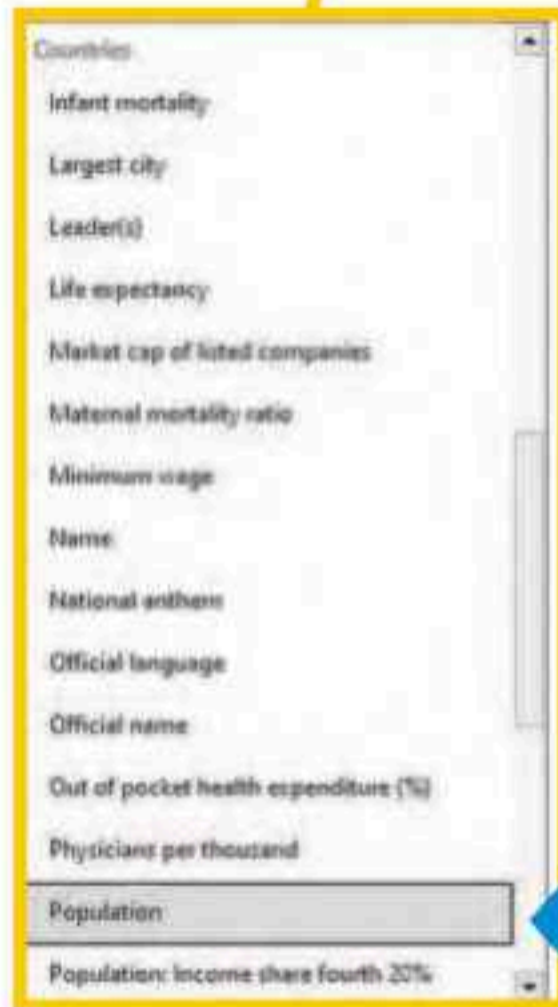 Countries
Infant mortality
Largest city
Leader(s)
Life expectancy
Market cap of listed companies
Maternal mortality ratio
Minimum wage
Name
National anthem
Official language
Official name
Out of pocket health expenditure (%)
Physicians per thousand
Population
Population: Income share fourth 20%